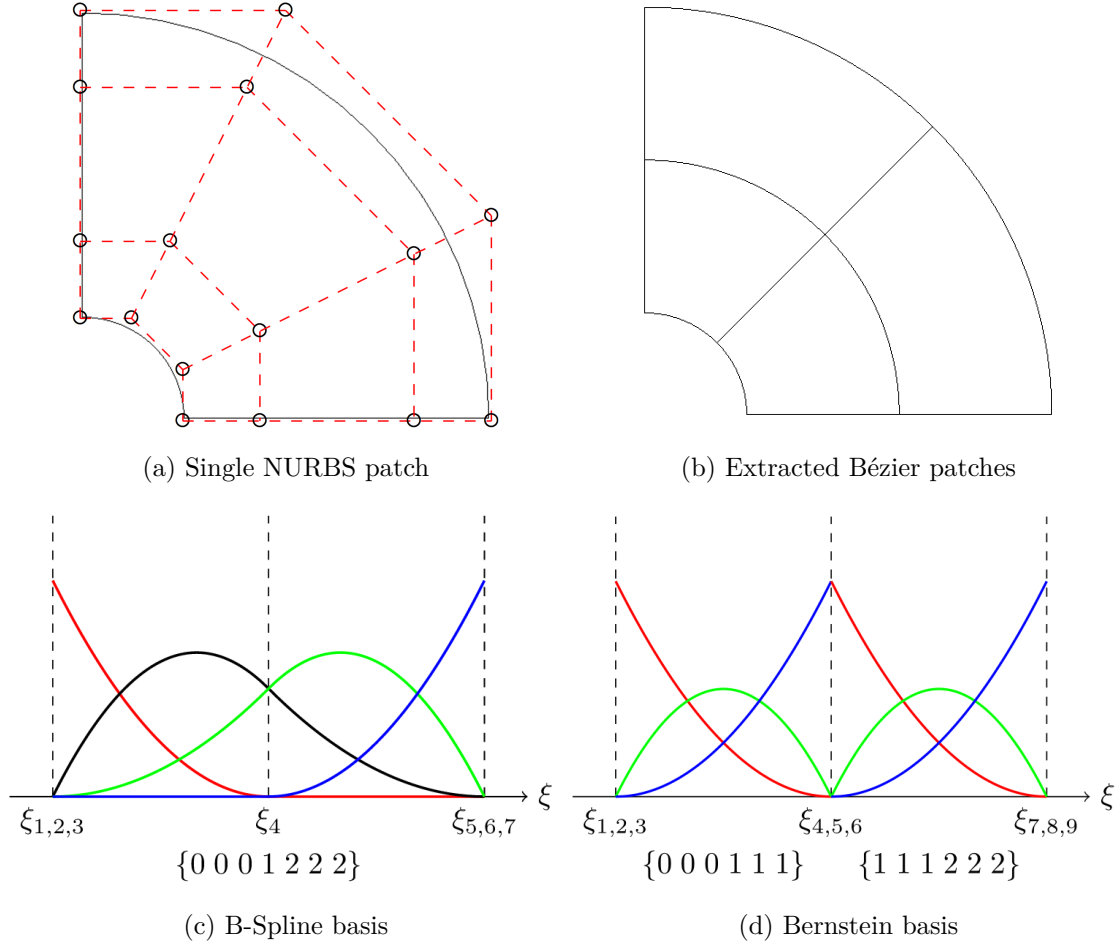 (a) Single NURBS patch
(b) Extracted Bézier patches
ξ
ξ1,2,3 ξ4 ξ5,6,7
{0 0 0 1 2 2 2}
(c) B-Spline basis
ξ
ξ1,2,3 ξ4,5,6 ξ7,8,9
{0 0 0 1 1 1} {1 1 1 2 2 2}
(d) Bernstein basis